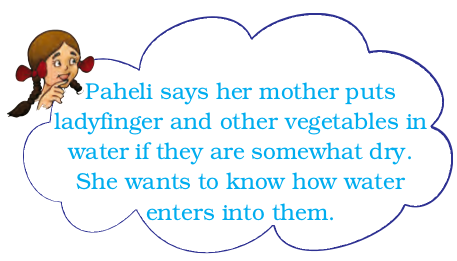 Paheli says her mother puts
ladyfinger and other vegetables in
water if they are somewhat dry.
She wants to know how water
enters into them.